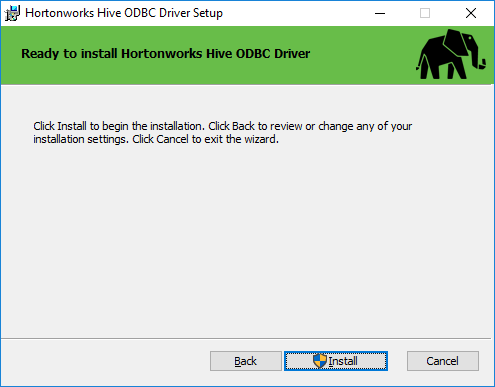 Hortonworks Hive ODBC Driver Setup
Ready to install Hortonworks Hive ODBC Driver
Click Install to begin the installation. Click Back to review or change any of your
installation settings. Click Cancel to exit the wizard.
Back Install Cancel